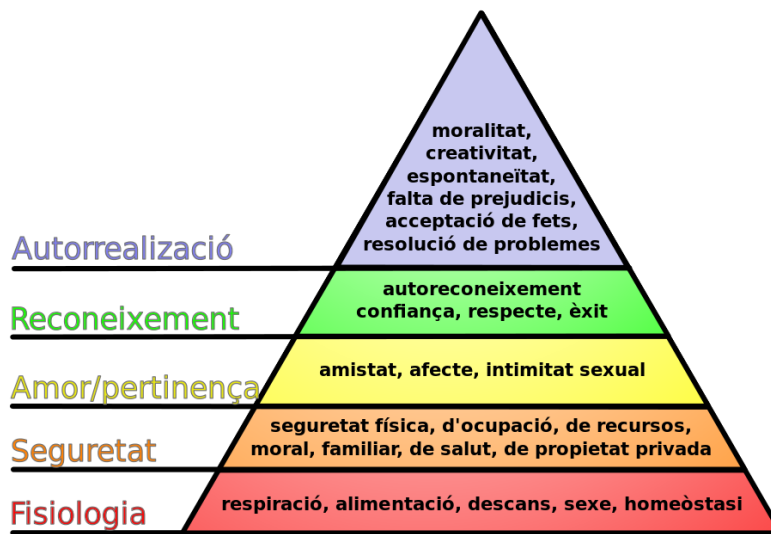 moralitat,
creativitat,
espontaneïtat,
falta de prejudicis,
acceptació de fets,
resolució de problemes
Autorrealizació
autoreconeixement
confiança, respecte, èxit
Reconeixement
amistat, afecte, intimitat sexual
Amor/pertinença
seguretat física, d'ocupació, de recursos,
moral, familiar, de salut, de propietat privada
Seguretat
respiració, alimentació, descans, sexe, homeòstasi
Fisiologia